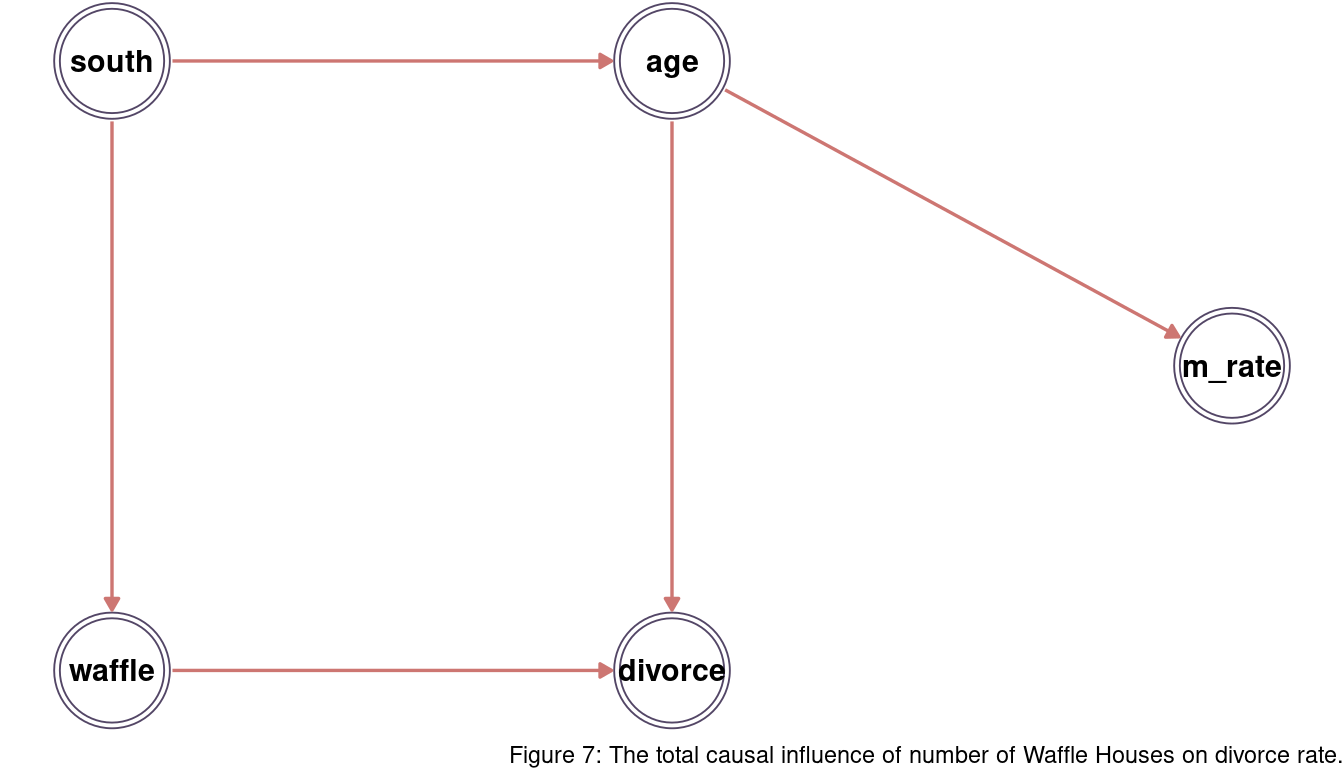 south
age
m_rate
waffle
divorce
Figure 7: The total causal influence of number of Waffle Houses on divorce rate.